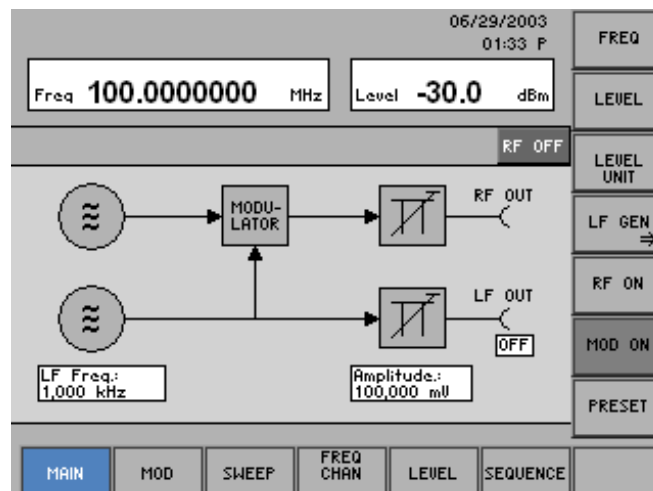 06/29/2003
01:33 P
Freq 100.0000000 MHz
Level -30.0 dBm
RF OFF
MODU-
LATOR
RF OUT
LF OUT
OFF
LF Freq.:
1,000 kHz
Amplitude.:
100,000 mV
FREQ
LEVEL
LEVEL
UNIT
LF GEN
⇒
RF ON
MOD ON
PRESET
MAIN
MOD
SWEEP
FREQ
CHAN
LEVEL
SEQUENCE